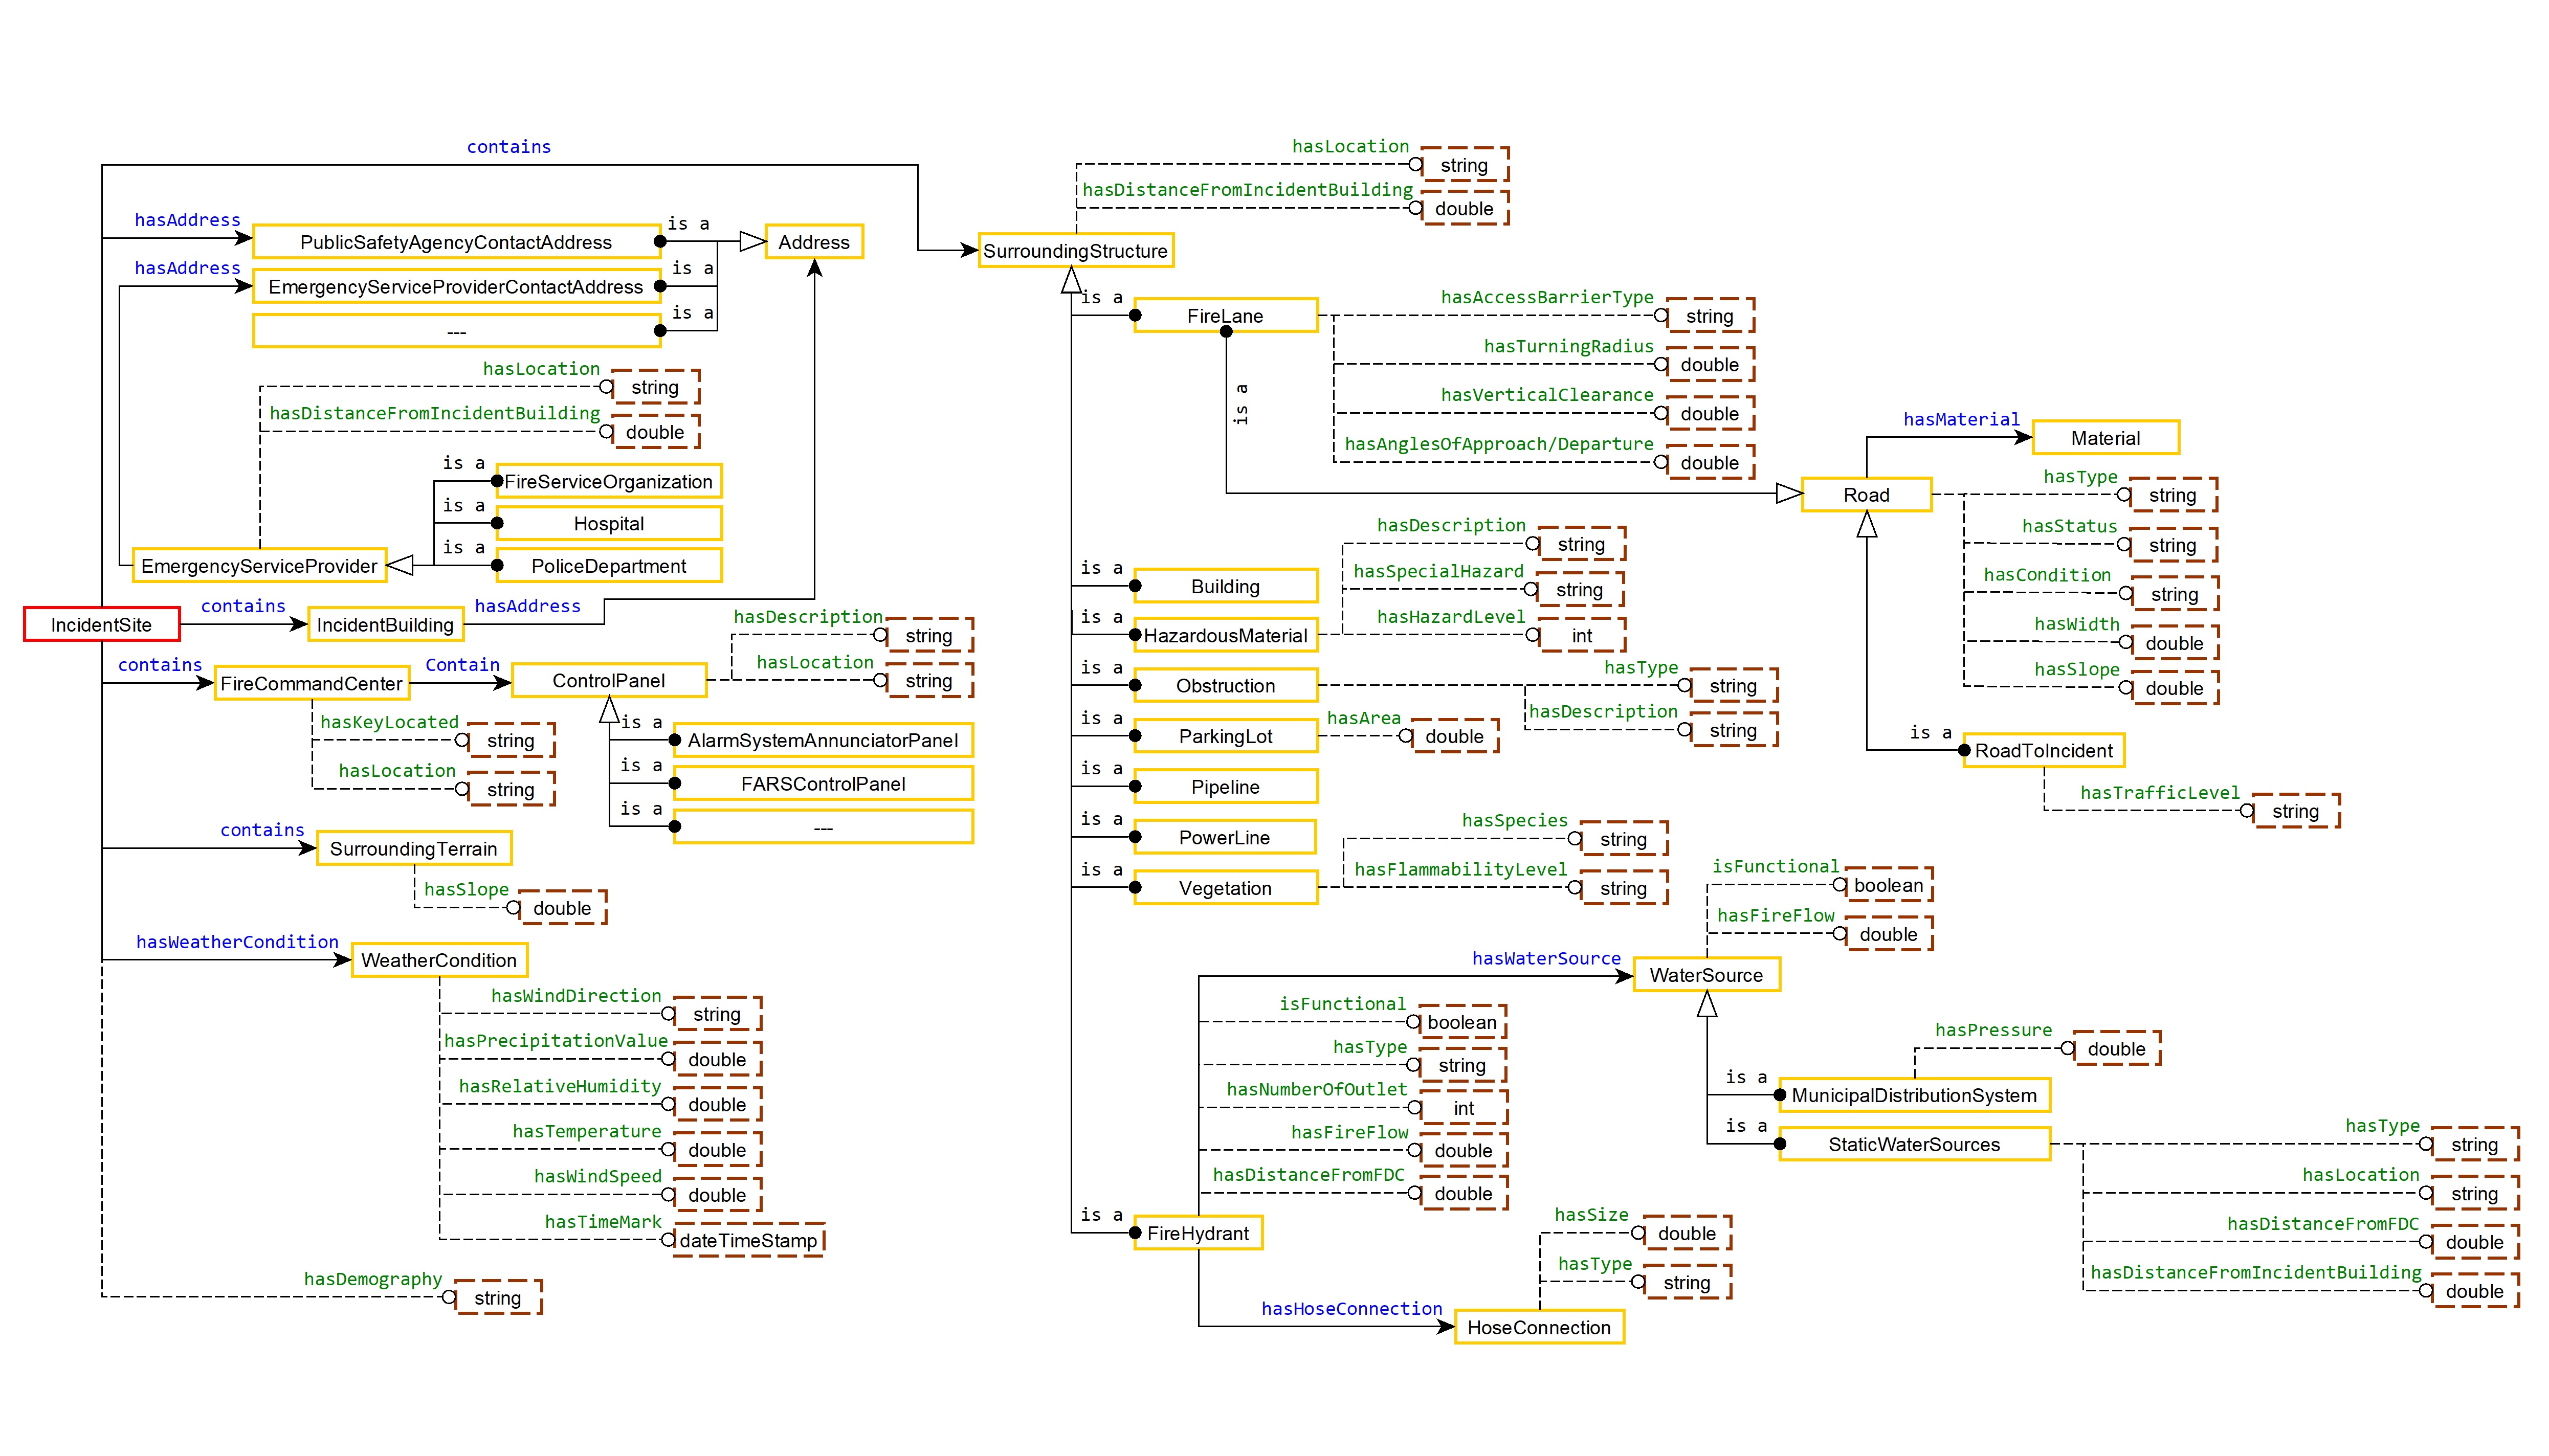 contains
hasAddress
PublicSafetyAgencyContactAddress
is a
Address
hasAddress
EmergencyServiceProviderContactAddress
is a
---
is a
hasLocation
string
hasDistanceFromIncidentBuilding
double
is a
FireServiceOrganization
is a
Hospital
is a
PoliceDepartment
EmergencyServiceProvider
IncidentSite
contains
IncidentBuilding
hasAddress
contains
FireCommandCenter
Contain
ControlPanel
hasDescription
string
hasLocation
string
hasKeyLocated
string
hasLocation
string
is a
AlarmSystemAnnunciatorPanel
is a
FARSControlPanel
is a
---
contains
SurroundingTerrain
hasSlope
double
hasWeatherCondition
WeatherCondition
hasWindDirection
string
hasPrecipitationValue
double
hasRelativeHumidity
double
hasTemperature
double
hasWindSpeed
double
hasTimeMark
dateTimeStamp
hasDemography
string
hasLocation
string
hasDistanceFromIncidentBuilding
double
SurroundingStructure
is a
FireLane
hasAccessBarrierType
string
hasTurningRadius
double
hasVerticalClearance
double
hasAnglesOfApproach/Departure
double
is a
Road
hasMaterial
Material
hasType
string
hasStatus
string
hasCondition
string
hasWidth
double
hasSlope
double
is a
RoadToIncident
hasTrafficLevel
string
is a
Building
is a
HazardousMaterial
hasDescription
string
hasSpecialHazard
string
hasHazardLevel
int
is a
Obstruction
hasType
string
hasDescription
string
is a
ParkingLot
hasArea
double
is a
Pipeline
is a
PowerLine
is a
Vegetation
hasSpecies
string
hasFlammabilityLevel
string
is a
FireHydrant
hasWaterSource
WaterSource
isFunctional
boolean
hasFireFlow
double
isFunctional
boolean
hasType
string
hasNumberOfOutlet
int
hasFireFlow
double
hasDistanceFromFDC
double
is a
MunicipalDistributionSystem
hasPressure
double
is a
StaticWaterSources
hasType
string
hasLocation
string
hasDistanceFromFDC
double
hasDistanceFromIncidentBuilding
double
hasHoseConnection
HoseConnection
hasSize
double
hasType
string